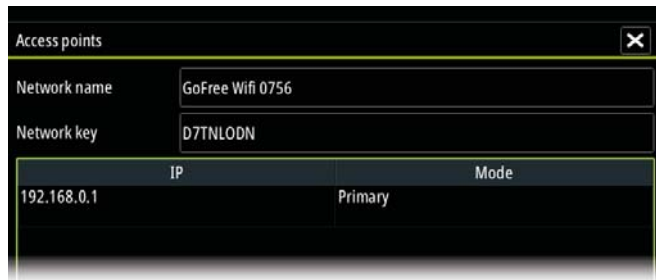 Access points
Network name GoFree Wifi 0756
Network key D7TNLODN
IP Mode
192.168.0.1 Primary